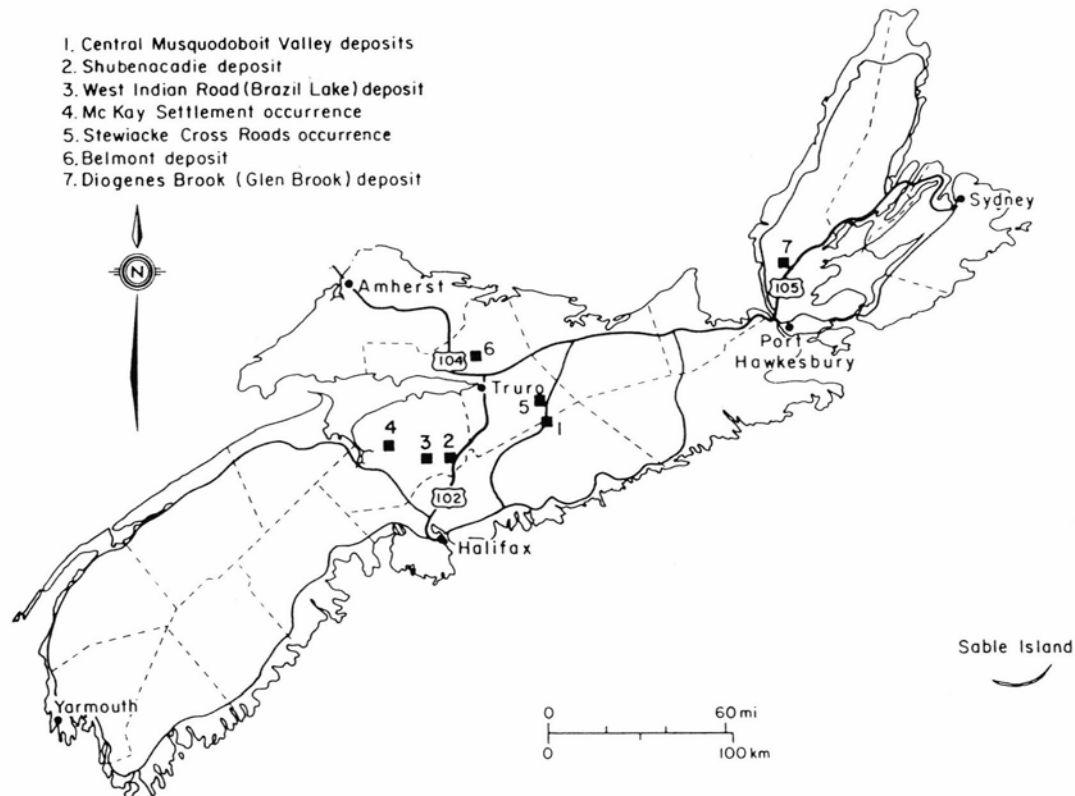 1. Central Musquodoboit Valley deposits
2. Shubenacadie deposit
3. West Indian Road (Brazil Lake) deposit
4. Mc Kay Settlement occurrence
5. Stewiacke Cross Roads occurrence
6. Belmont deposit
7. Diogenes Brook (Glen Brook) deposit
N
Sydney
7
105
Amherst
Port
Hawkesbury
104
6
Truro
5
1
4
3
2
102
Halifax
Sable Island
Yarmouth
0 60 mi
0 100 km